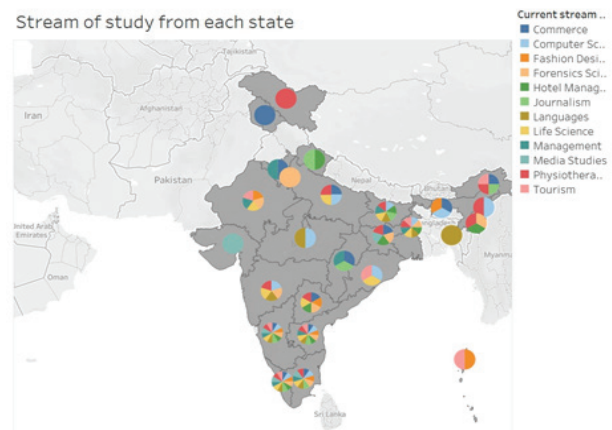 Stream of study from each state
Current stream ..
Commerce
Computer Sc..
Fashion Desi..
Forensics Sci..
Hotel Manag..
Journalism
Languages
Life Science
Management
Media Studies
Physiothera..
Tourism
Tajikistan
Afghanistan
Iran
Pakistan
Nepal
Bhutan
United Arab
Emirates
Oman
Sri Lanka